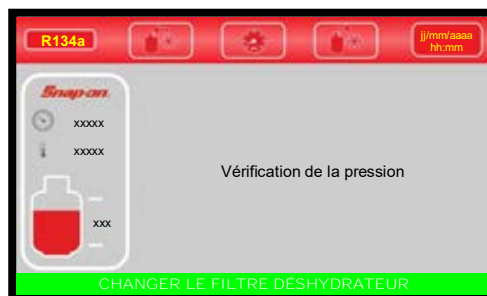 R134a
jj/mm/aaaa
hh:mm
Snap-on
xxxxx
xxxxx
Vérification de la pression
xxx
CHANGER LE FILTRE DÉSHYDRATEUR